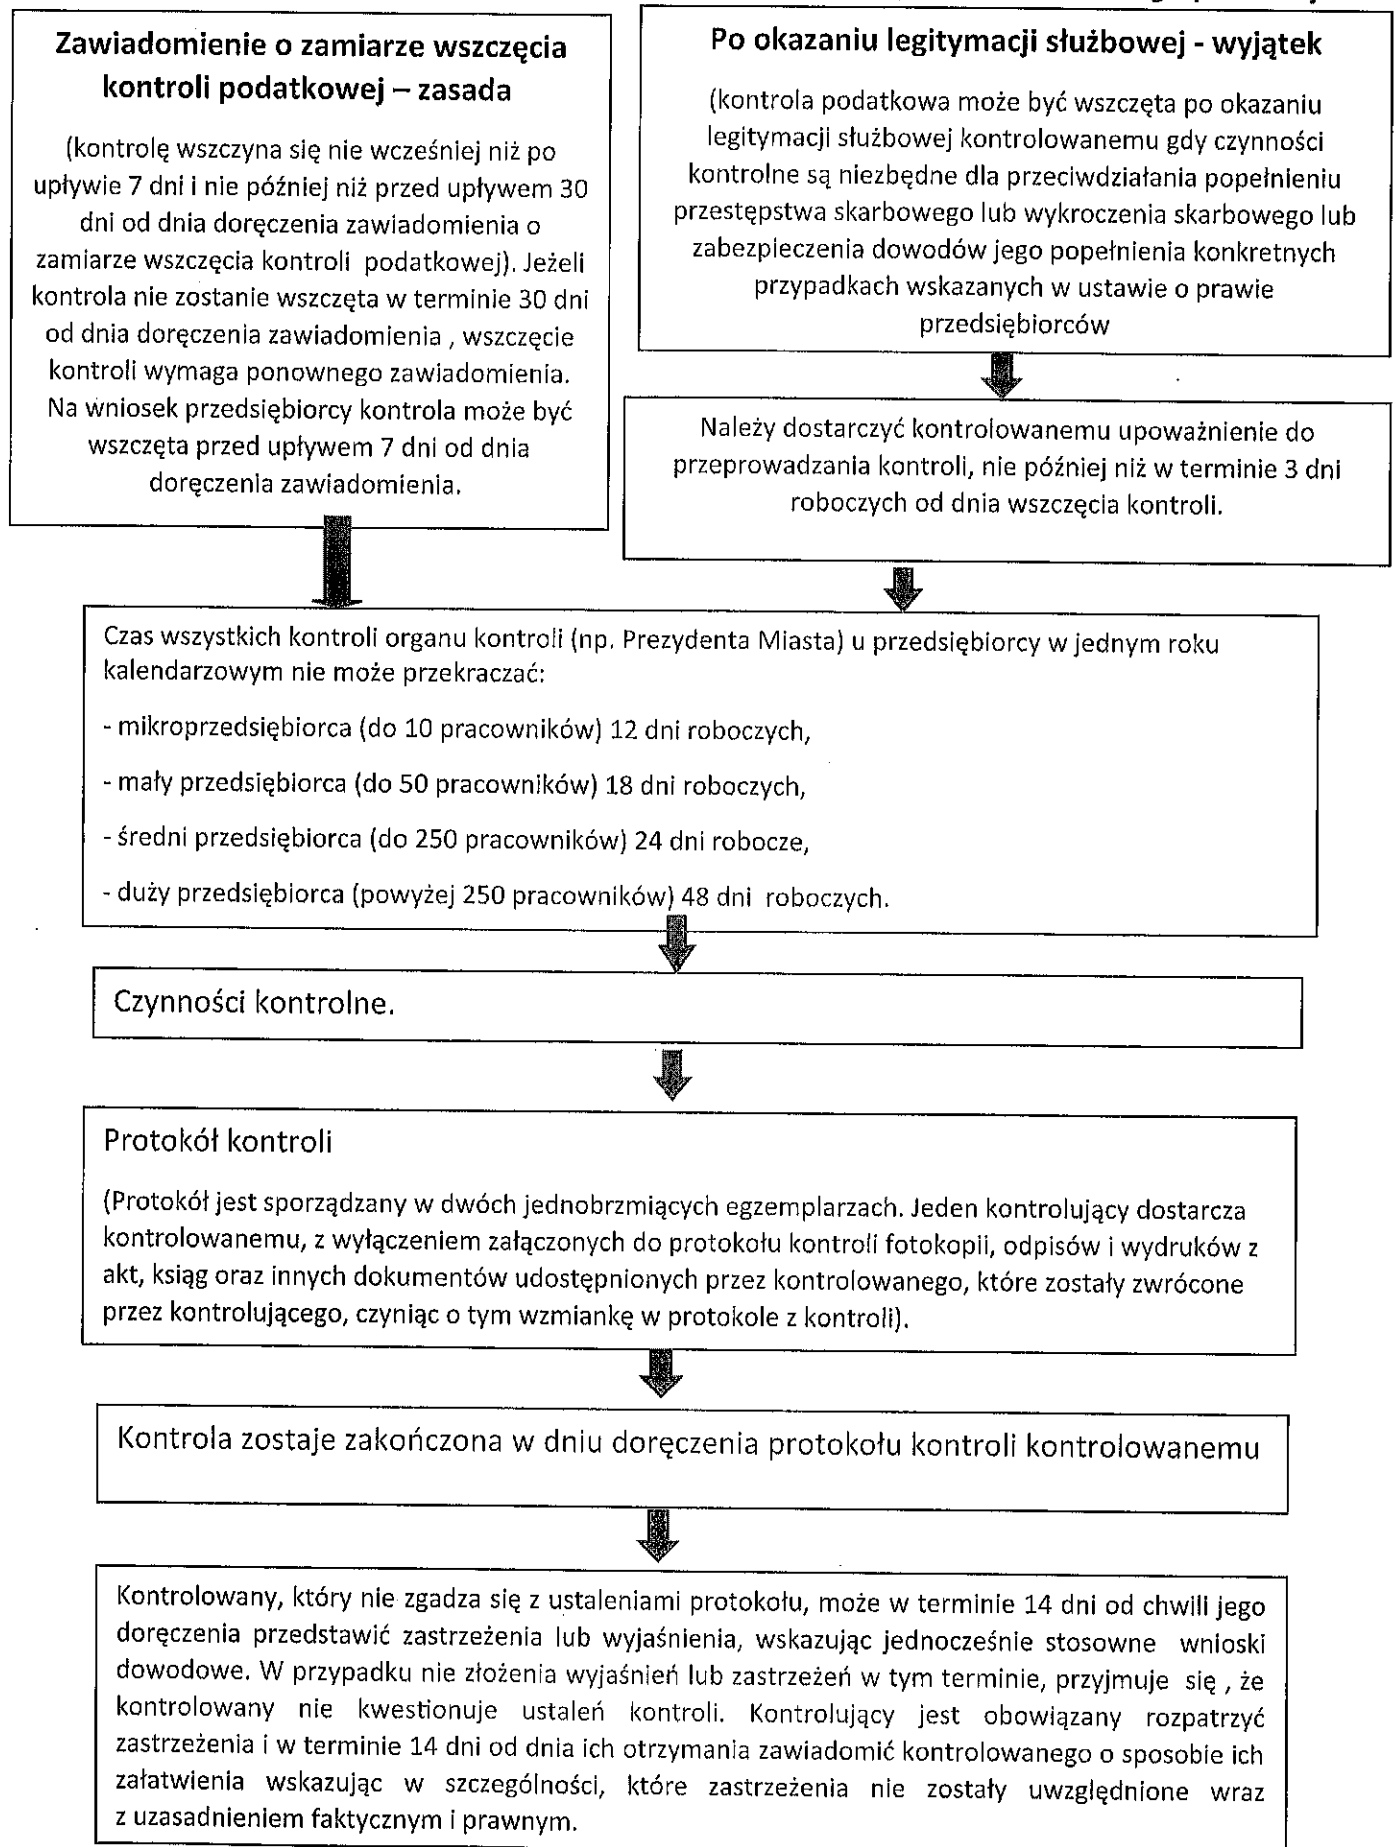 Zawiadomienie o zamiarze wszczęcia
kontroli podatkowej – zasada
(kontrolę wszczyna się nie wcześniej niż po
upływie 7 dni i nie później niż przed upływem 30
dni od dnia doręczenia zawiadomienia o
zamiarze wszczęcia kontroli podatkowej). Jeżeli
kontrola nie zostanie wszczęta w terminie 30 dni
od dnia doręczenia zawiadomienia , wszczęcie
kontroli wymaga ponownego zawiadomienia.
Na wniosek przedsiębiorcy kontrola może być
wszczęta przed upływem 7 dni od dnia
doręczenia zawiadomienia.
Po okazaniu legitymacji służbowej - wyjątek
(kontrola podatkowa może być wszczęta po okazaniu
legitymacji służbowej kontrolowanemu gdy czynności
kontrolne są niezbędne dla przeciwdziałania popełnieniu
przestępstwa skarbowego lub wykroczenia skarbowego lub
zabezpieczenia dowodów jego popełnienia konkretnych
przypadkach wskazanych w ustawie o prawie
przedsiębiorców
Należy dostarczyć kontrolowanemu upoważnienie do
przeprowadzania kontroli, nie później niż w terminie 3 dni
roboczych od dnia wszczęcia kontroli.
Czas wszystkich kontroli organu kontroli (np. Prezydenta Miasta) u przedsiębiorcy w jednym roku
kalendarzowym nie może przekraczać:
- mikroprzedsiębiorca (do 10 pracowników) 12 dni roboczych,
- mały przedsiębiorca (do 50 pracowników) 18 dni roboczych,
- średni przedsiębiorca (do 250 pracowników) 24 dni robocze,
- duży przedsiębiorca (powyżej 250 pracowników) 48 dni roboczych.
Czynności kontrolne.
Protokół kontroli
(Protokół jest sporządzany w dwóch jednobrzmiących egzemplarzach. Jeden kontrolujący dostarcza
kontrolowanemu, z wyłączeniem załączonych do protokołu kontroli fotokopii, odpisów i wydruków z
akt, ksiąg oraz innych dokumentów udostępnionych przez kontrolowanego, które zostały zwrócone
przez kontrolującego, czyniąc o tym wzmiankę w protokole z kontroli).
Kontrola zostaje zakończona w dniu doręczenia protokołu kontroli kontrolowanemu
Kontrolowany, który nie zgadza się z ustaleniami protokołu, może w terminie 14 dni od chwili jego
doręczenia przedstawić zastrzeżenia lub wyjaśnienia, wskazując jednocześnie stosowne wnioski
dowodowe. W przypadku nie złożenia wyjaśnień lub zastrzeżeń w tym terminie, przyjmuje się , że
kontrolowany nie kwestionuje ustaleń kontroli. Kontrolujący jest obowiązany rozpatrzyć
zastrzeżenia i w terminie 14 dni od dnia ich otrzymania zawiadomić kontrolowanego o sposobie ich
załatwienia wskazując w szczególności, które zastrzeżenia nie zostały uwzględnione wraz
z uzasadnieniem faktycznym i prawnym.